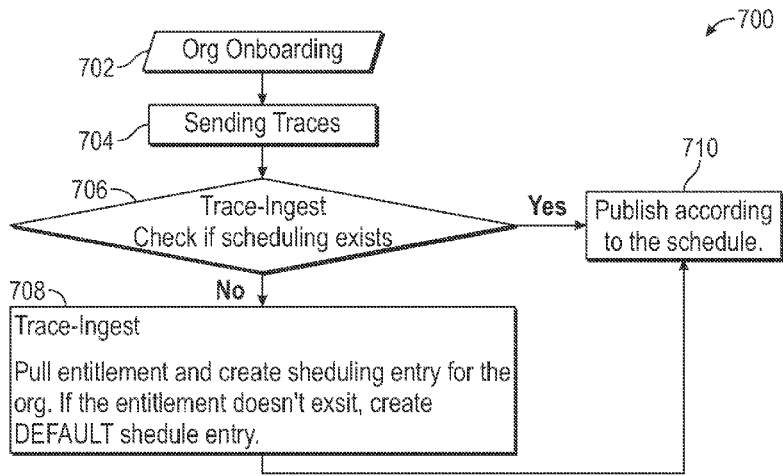 700
702
Org Onboarding
704
Sending Traces
706
Trace-Ingest
Check if scheduling exists
Yes
710
Publish according
to the schedule.
No
708
Trace-Ingest
Pull entitlement and create sheduling entry for the
org. If the entitlement doesn't exsit, create
DEFAULT shedule entry.